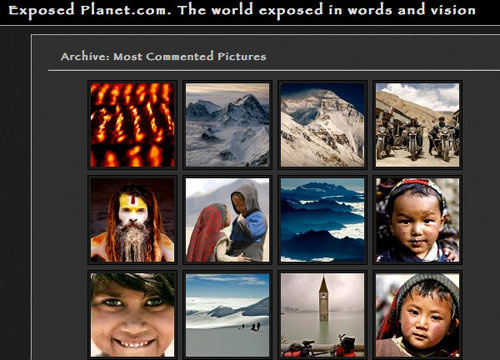 Exposed Planet.com. The world exposed in words and vision
Archive: Most Commented Pictures